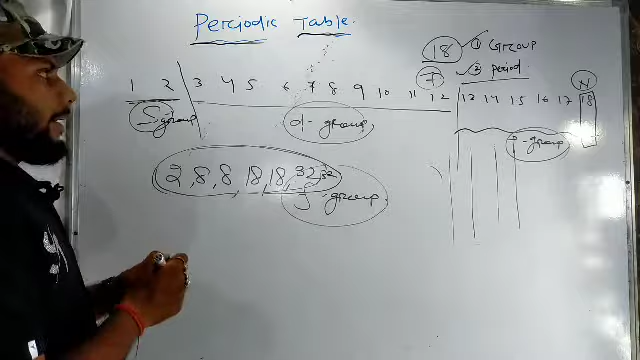 Periodic Table
18 ① Group
7 ② period
1 2 3 4 5 6 7 8 9 10 11 12 13 14 15 16 17 18
N
S group d-group p-group
2, 8, 8, 18, 18, 32, 32
f-group